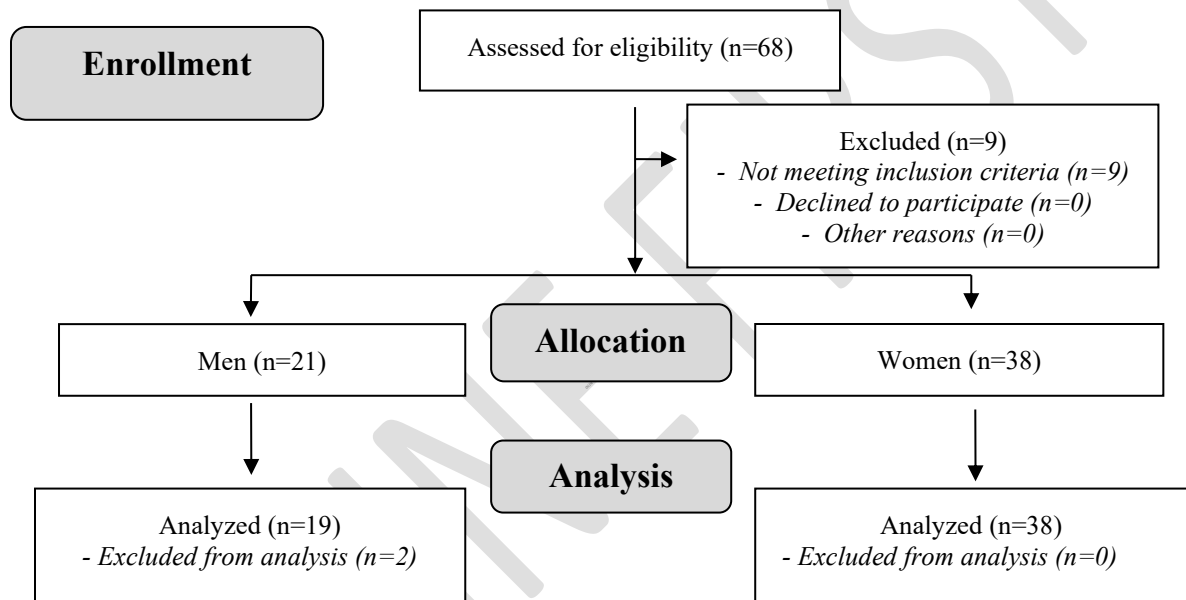 Enrollment
Assessed for eligibility (n=68)
Excluded (n=9)
- Not meeting inclusion criteria (n=9)
- Declined to participate (n=0)
- Other reasons (n=0)
Allocation
Men (n=21)
Women (n=38)
Analysis
Analyzed (n=19)
- Excluded from analysis (n=2)
Analyzed (n=38)
- Excluded from analysis (n=0)